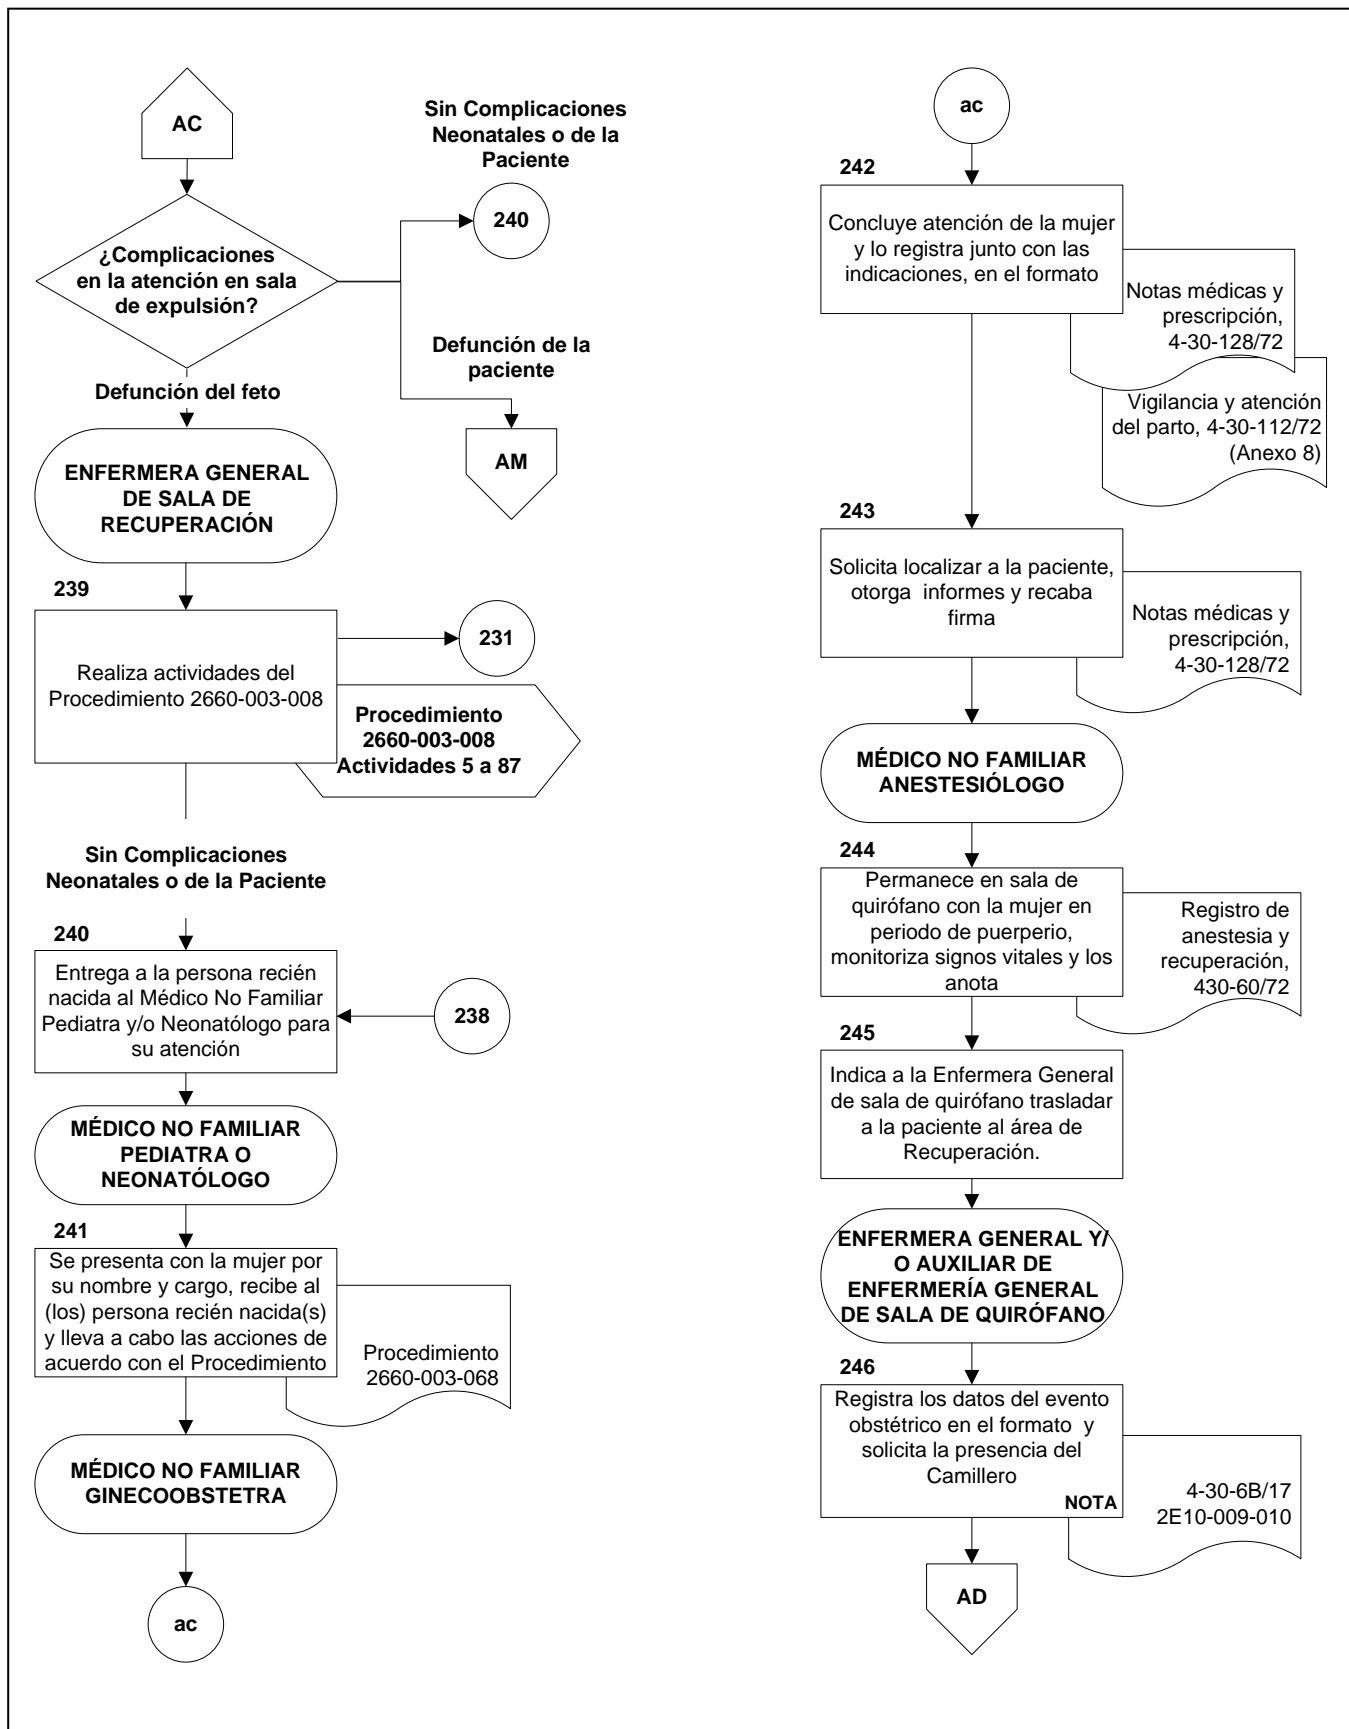 AC
Sin Complicaciones
Neonatales o de la
Paciente
240
¿Complicaciones
en la atención en sala
de expulsión?
Defunción de la
paciente
AM
Defunción del feto
ENFERMERA GENERAL
DE SALA DE
RECUPERACIÓN
239
Realiza actividades del
Procedimiento 2660-003-008
231
Procedimiento
2660-003-008
Actividades 5 a 87
Sin Complicaciones
Neonatales o de la Paciente
240
Entrega a la persona recién
nacida al Médico No Familiar
Pediatra y/o Neonatólogo para
su atención
238
MÉDICO NO FAMILIAR
PEDIATRA O
NEONATÓLOGO
241
Se presenta con la mujer por
su nombre y cargo, recibe al
(los) persona recién nacida(s)
y lleva a cabo las acciones de
acuerdo con el Procedimiento
Procedimiento
2660-003-068
MÉDICO NO FAMILIAR
GINECOOBSTETRA
ac
ac
242
Concluye atención de la mujer
y lo registra junto con las
indicaciones, en el formato
Notas médicas y
prescripción,
4-30-128/72
Vigilancia y atención
del parto, 4-30-112/72
(Anexo 8)
243
Solicita localizar a la paciente,
otorga informes y recaba
firma
Notas médicas y
prescripción,
4-30-128/72
MÉDICO NO FAMILIAR
ANESTESIÓLOGO
244
Permanece en sala de
quirófano con la mujer en
periodo de puerperio,
monitoriza signos vitales y los
anota
Registro de
anestesia y
recuperación,
430-60/72
245
Indica a la Enfermera General
de sala de quirófano trasladar
a la paciente al área de
Recuperación.
ENFERMERA GENERAL Y/
O AUXILIAR DE
ENFERMERÍA GENERAL
DE SALA DE QUIRÓFANO
246
Registra los datos del evento
obstétrico en el formato y
solicita la presencia del
Camillero
NOTA
4-30-6B/17
2E10-009-010
AD